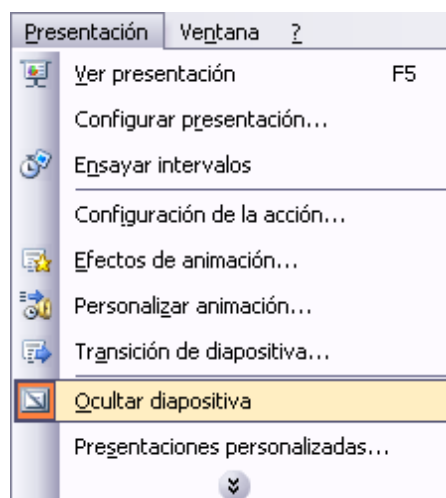 Presentación Ventana ?
Ver presentación F5
Configurar presentación...
Ensayar intervalos
Configuración de la acción...
Efectos de animación...
Personalizar animación...
Transición de diapositiva...
Ocultar diapositiva
Presentaciones personalizadas...